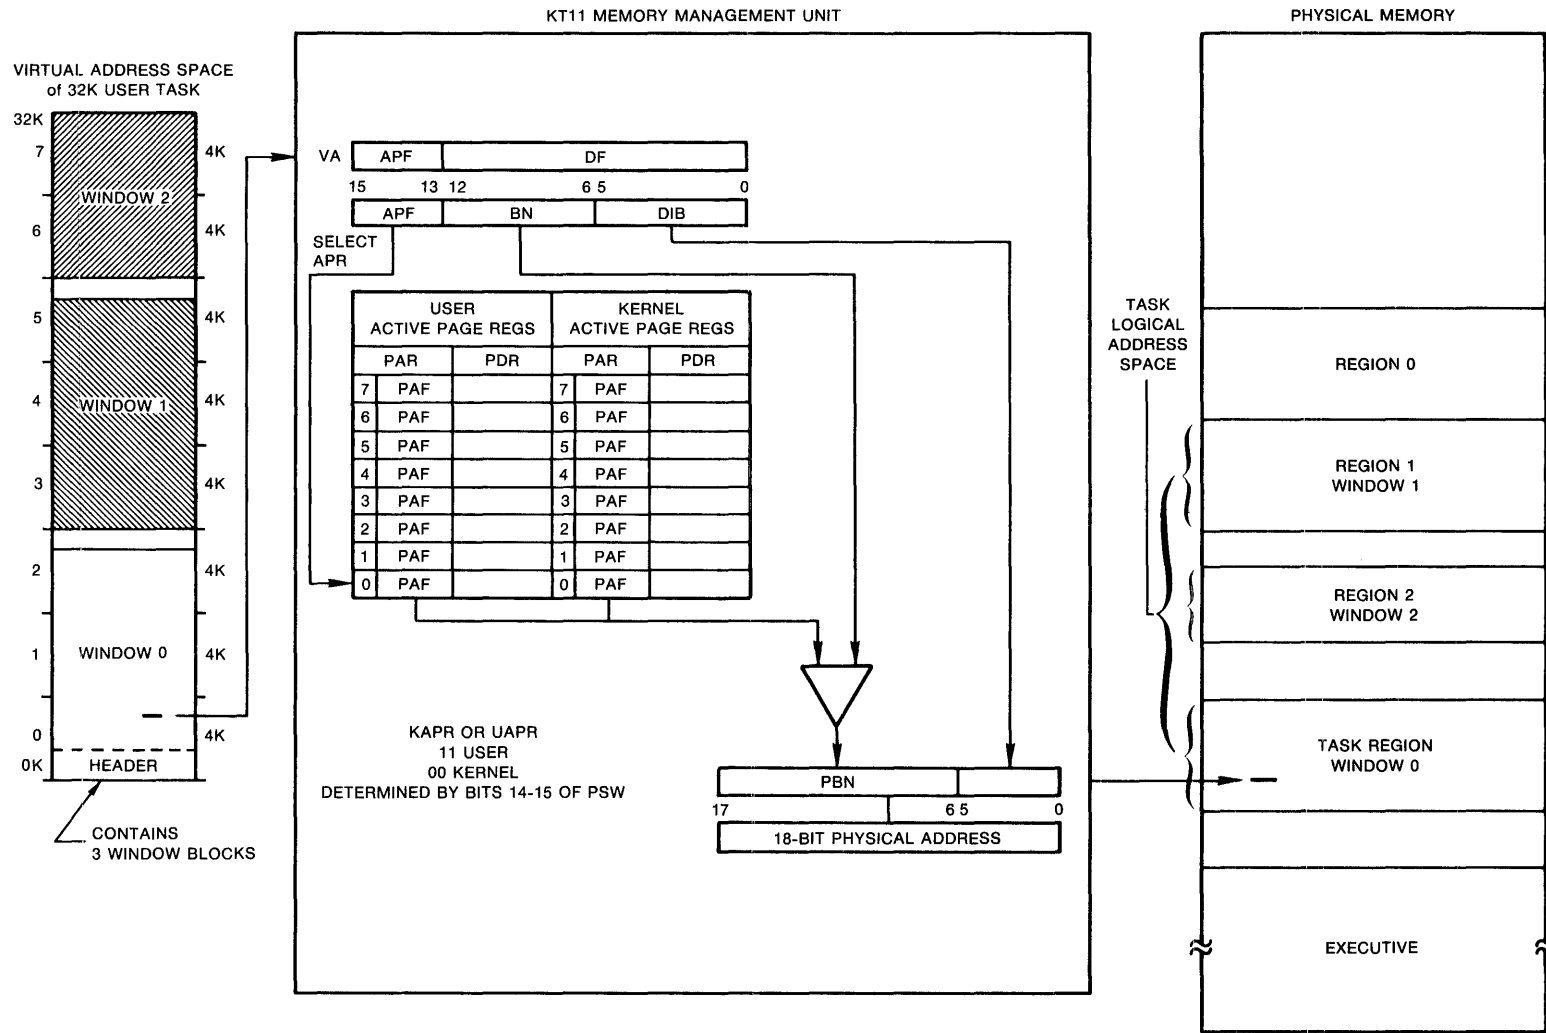 KT11 MEMORY MANAGEMENT UNIT
PHYSICAL MEMORY
VIRTUAL ADDRESS SPACE
of 32K USER TASK
32K
7
4K
WINDOW 2
6
4K
5
4K
4
4K
WINDOW 1
3
4K
2
4K
1
WINDOW 0
4K
0
4K
0K
HEADER
CONTAINS
3 WINDOW BLOCKS
VA
APF
DF
15
13
12
6
5
0
APF
BN
DIB
SELECT
APR
USER
ACTIVE PAGE REGS
KERNEL
ACTIVE PAGE REGS
PAR
PDR
PAR
PDR
7 PAF
7 PAF
6 PAF
6 PAF
5 PAF
5 PAF
4 PAF
4 PAF
3 PAF
3 PAF
2 PAF
2 PAF
1 PAF
1 PAF
0 PAF
0 PAF
KAPR OR UAPR
11 USER
00 KERNEL
DETERMINED BY BITS 14-15 OF PSW
PBN
17
6
5
0
18-BIT PHYSICAL ADDRESS
TASK
LOGICAL
ADDRESS
SPACE
REGION 0
REGION 1
WINDOW 1
REGION 2
WINDOW 2
TASK REGION
WINDOW 0
EXECUTIVE